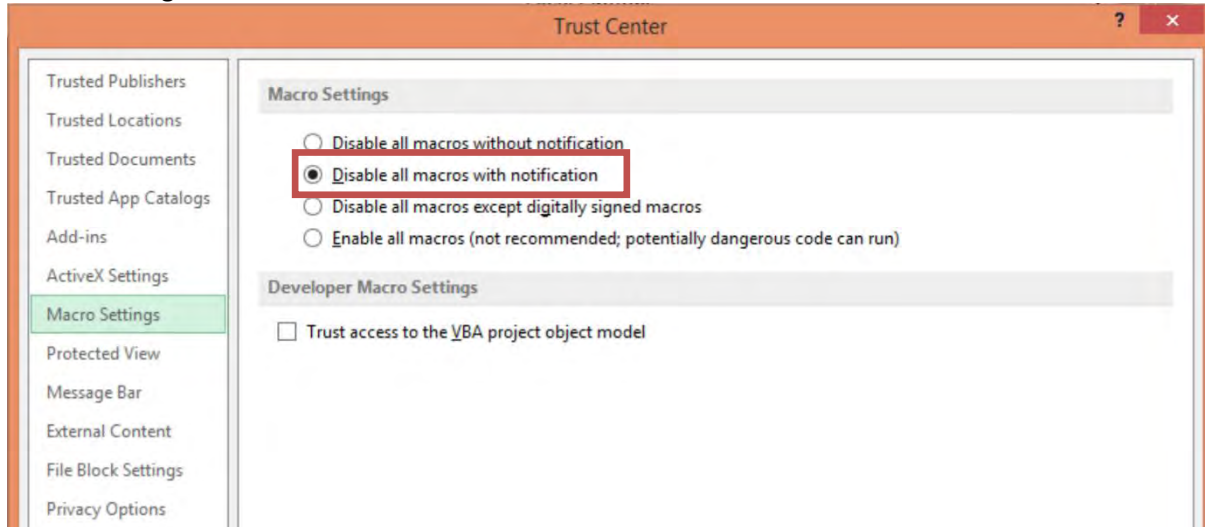 Trust Center
?
×
Trusted Publishers
Trusted Locations
Trusted Documents
Trusted App Catalogs
Add-ins
ActiveX Settings
Macro Settings
Protected View
Message Bar
External Content
File Block Settings
Privacy Options
Macro Settings
Disable all macros without notification
Disable all macros with notification
Disable all macros except digitally signed macros
Enable all macros (not recommended; potentially dangerous code can run)
Developer Macro Settings
Trust access to the VBA project object model